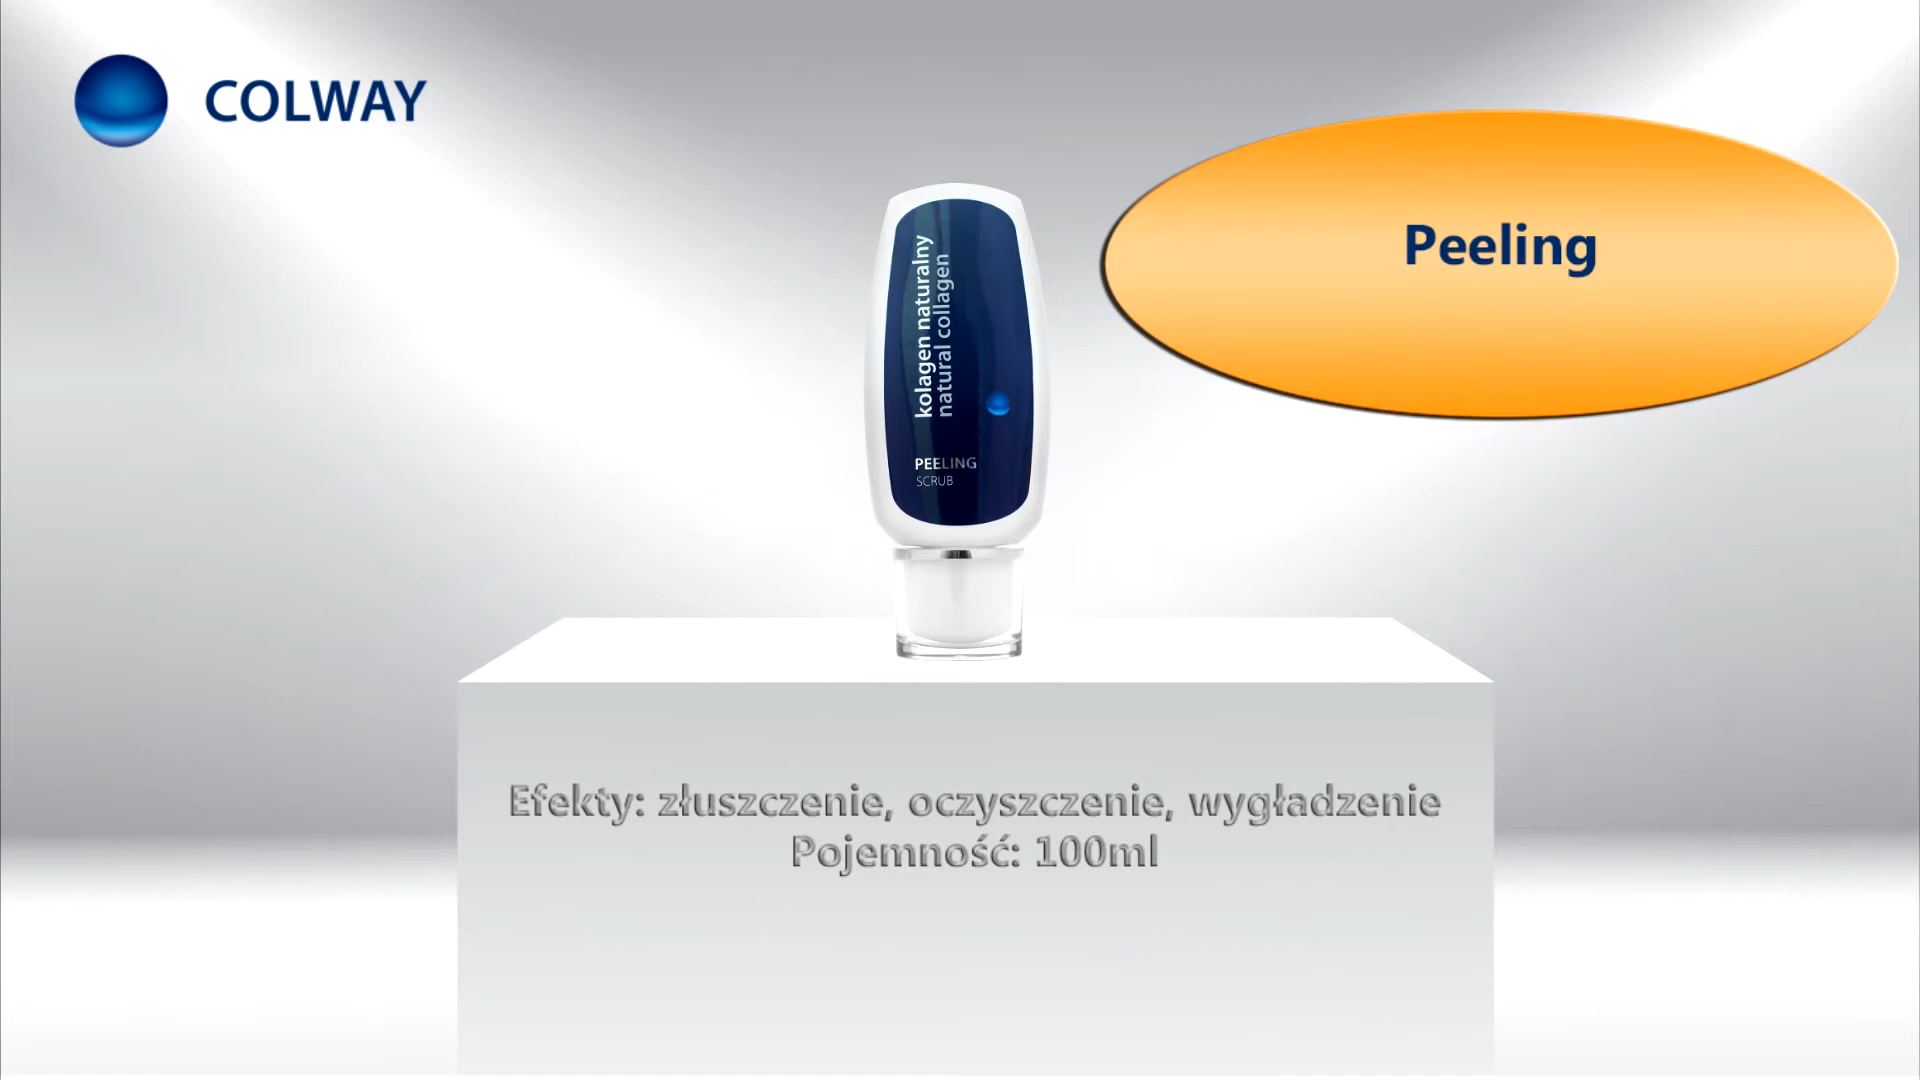 COLWAY
Peeling
kolagen naturalny
natural collagen
PEELING
SCRUB
Efekty: złuszczenie, oczyszczenie, wygładzenie
Pojemność: 100ml